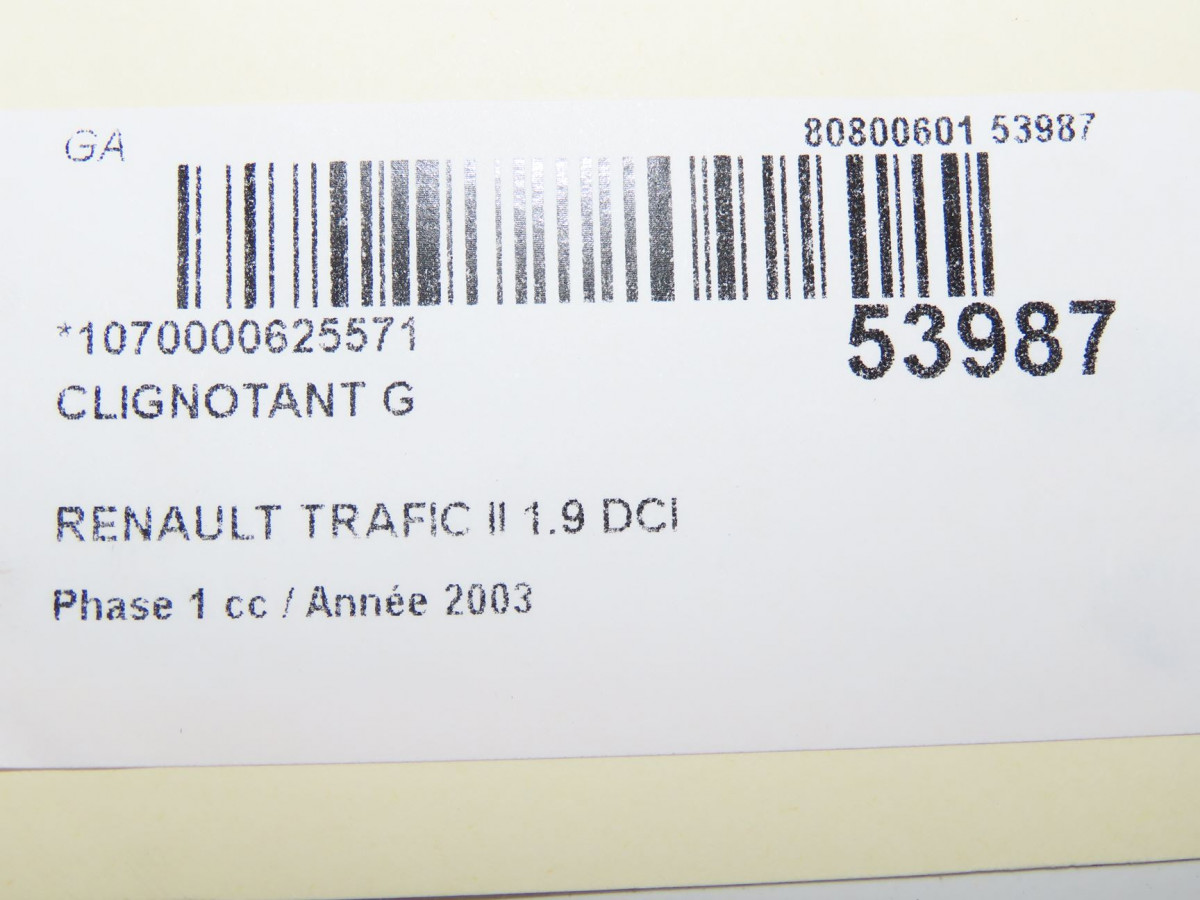 GA
80800601 53987
*1070000625571
53987
CLIGNOTANT G
RENAULT TRAFIC II 1.9 DCI
Phase 1 cc / Année 2003